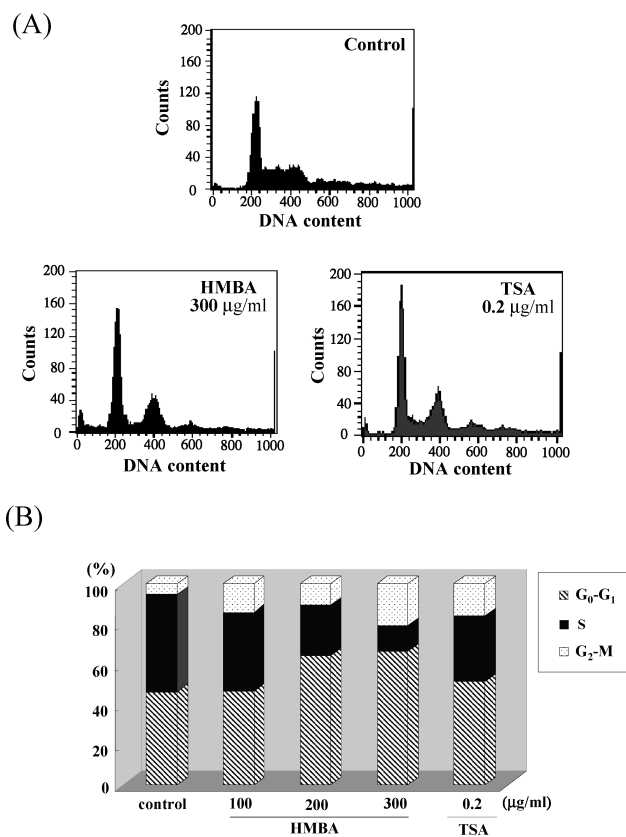 (A)
Control
Counts
200
160
120
80
40
0
0 200 400 600 800 1000
DNA content
HMBA
300 μg/ml
Counts
200
160
120
80
40
0
0 200 400 600 800 1000
DNA content
TSA
0.2 μg/ml
Counts
200
160
120
80
40
0
0 200 400 600 800 1000
DNA content
(B)
(%)
100
80
60
40
20
0
control 100 200 300 0.2 (μg/ml)
HMBA TSA
G₀-G₁
S
G₂-M